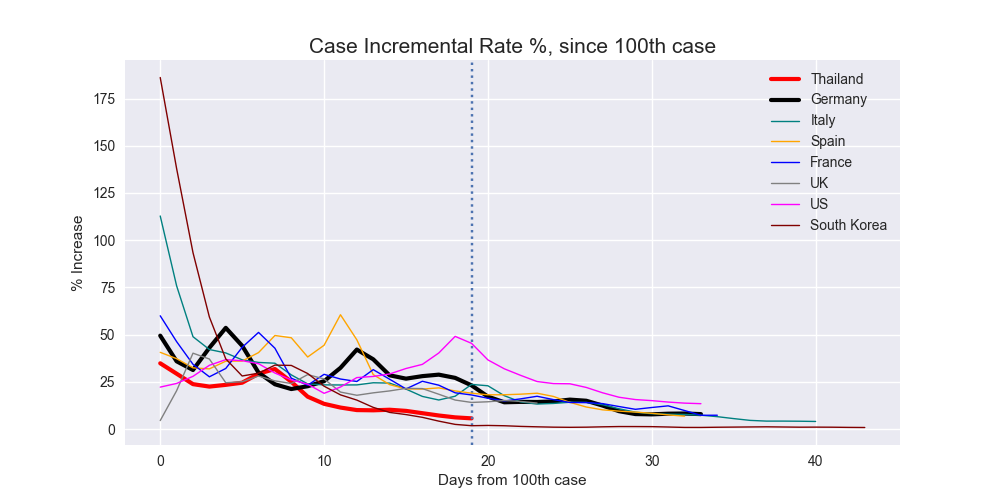 Case Incremental Rate %, since 100th case
Thailand
Germany
Italy
Spain
France
UK
US
South Korea
175
150
125
100
75
50
25
0
% Increase
0 10 20 30 40
Days from 100th case